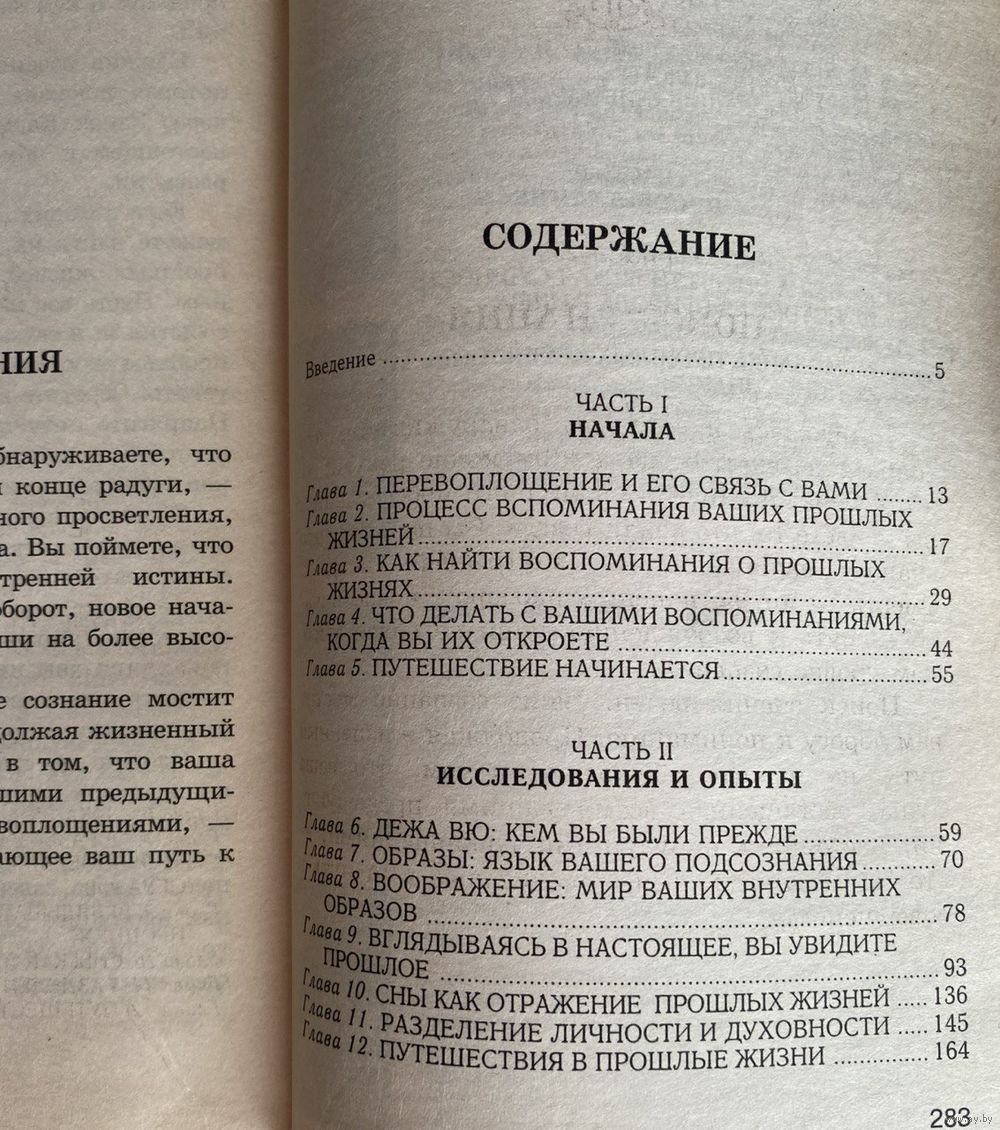 НИЯ
бнаруживаете, что
конце радуги, —
ного просветления,
а. Вы поймете, что
тренней истины.
оборот, новое нача-
ши на более высо-
е сознание мостит
должая жизненный
в том, что ваша
шими предыдущи-
воплощениями, —
ающее ваш путь к
СОДЕРЖАНИЕ
Введение ........ 5
ЧАСТЬ I
НАЧАЛА
Глава 1. ПЕРЕВОПЛОЩЕНИЕ И ЕГО СВЯЗЬ С ВАМИ ....... 13
Глава 2. ПРОЦЕСС ВСПОМИНАНИЯ ВАШИХ ПРОШЛЫХ
ЖИЗНЕЙ ........ 17
Глава 3. КАК НАЙТИ ВОСПОМИНАНИЯ О ПРОШЛЫХ
ЖИЗНЯХ ........ 29
Глава 4. ЧТО ДЕЛАТЬ С ВАШИМИ ВОСПОМИНАНИЯМИ,
КОГДА ВЫ ИХ ОТКРОЕТЕ ........ 44
Глава 5. ПУТЕШЕСТВИЕ НАЧИНАЕТСЯ ........ 55
ЧАСТЬ II
ИССЛЕДОВАНИЯ И ОПЫТЫ
Глава 6. ДЕЖА ВЮ: КЕМ ВЫ БЫЛИ ПРЕЖДЕ ........ 59
Глава 7. ОБРАЗЫ: ЯЗЫК ВАШЕГО ПОДСОЗНАНИЯ ........ 70
Глава 8. ВООБРАЖЕНИЕ: МИР ВАШИХ ВНУТРЕННИХ
ОБРАЗОВ ........ 78
Глава 9. ВГЛЯДЫВАЯСЬ В НАСТОЯЩЕЕ, ВЫ УВИДИТЕ
ПРОШЛОЕ ........ 93
Глава 10. СНЫ КАК ОТРАЖЕНИЕ ПРОШЛЫХ ЖИЗНЕЙ ..... 136
Глава 11. РАЗДЕЛЕНИЕ ЛИЧНОСТИ И ДУХОВНОСТИ ..... 145
Глава 12. ПУТЕШЕСТВИЯ В ПРОШЛЫЕ ЖИЗНИ ........ 164
283